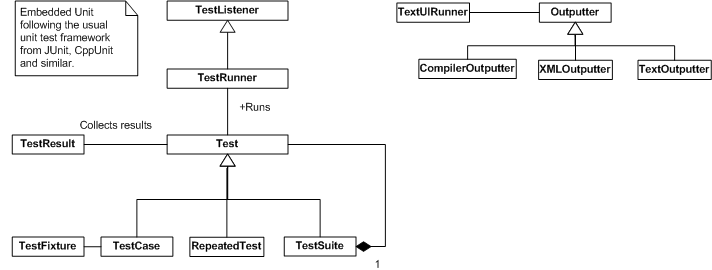 Embedded Unit
following the usual
unit test framework
from JUnit, CppUnit
and similar.
TestListener
TestRunner
+Runs
Collects results
TestResult
Test
TestFixture
TestCase
RepeatedTest
TestSuite
1
TextUIRunner
Outputter
CompilerOutputter
XMLOutputter
TextOutputter